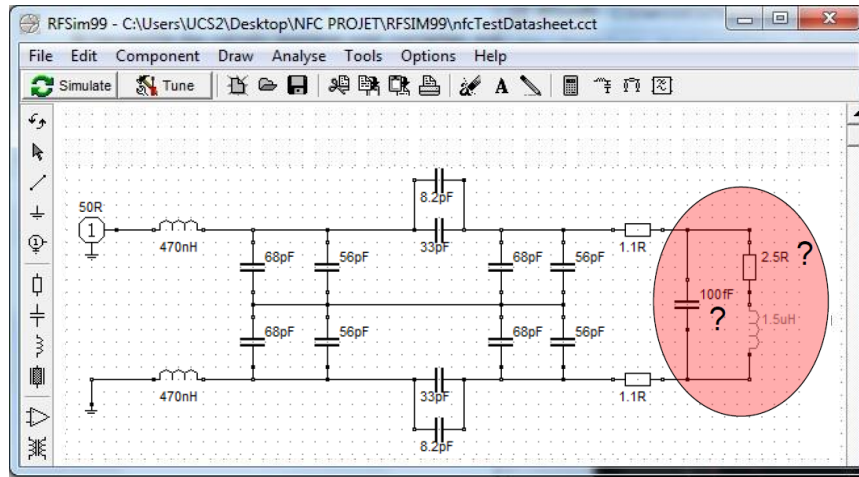 RFSim99 - C:\Users\UCS2\Desktop\NFC PROJET\RFSIM99\nfcTestDatasheet.cct
File Edit Component Draw Analyse Tools Options Help
Simulate Tune A
8.2pF
50R
1
470nH
33pF
1.1R
68pF 56pF 68pF 56pF 2.5R ?
100fF
? 1.5uH
68pF 56pF 68pF 56pF
470nH
33pF
1.1R
8.2pF